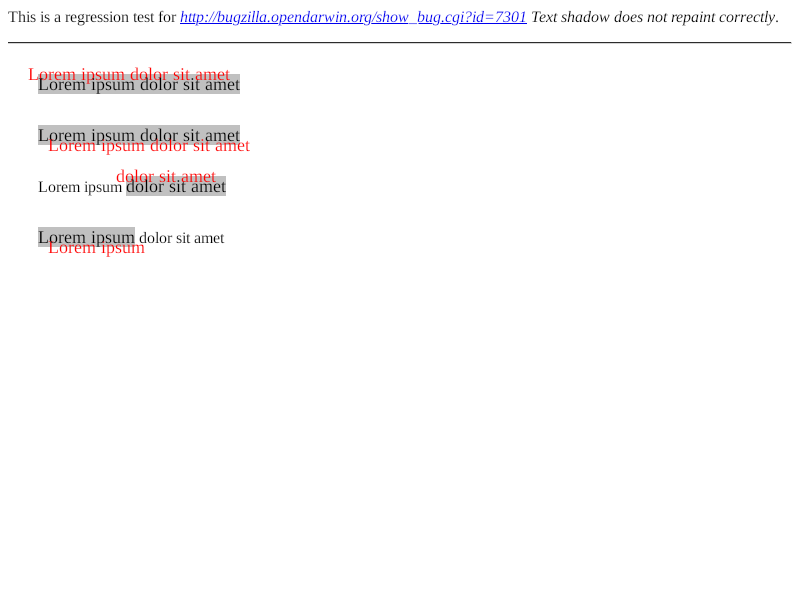 This is a regression test for http://bugzilla.opendarwin.org/show_bug.cgi?id=7301 Text shadow does not repaint correctly.
Lorem ipsum dolor sit amet
Lorem ipsum dolor sit amet
Lorem ipsum dolor sit amet
Lorem ipsum dolor sit amet
dolor sit amet
Lorem ipsum dolor sit amet
Lorem ipsum dolor sit amet
Lorem ipsum